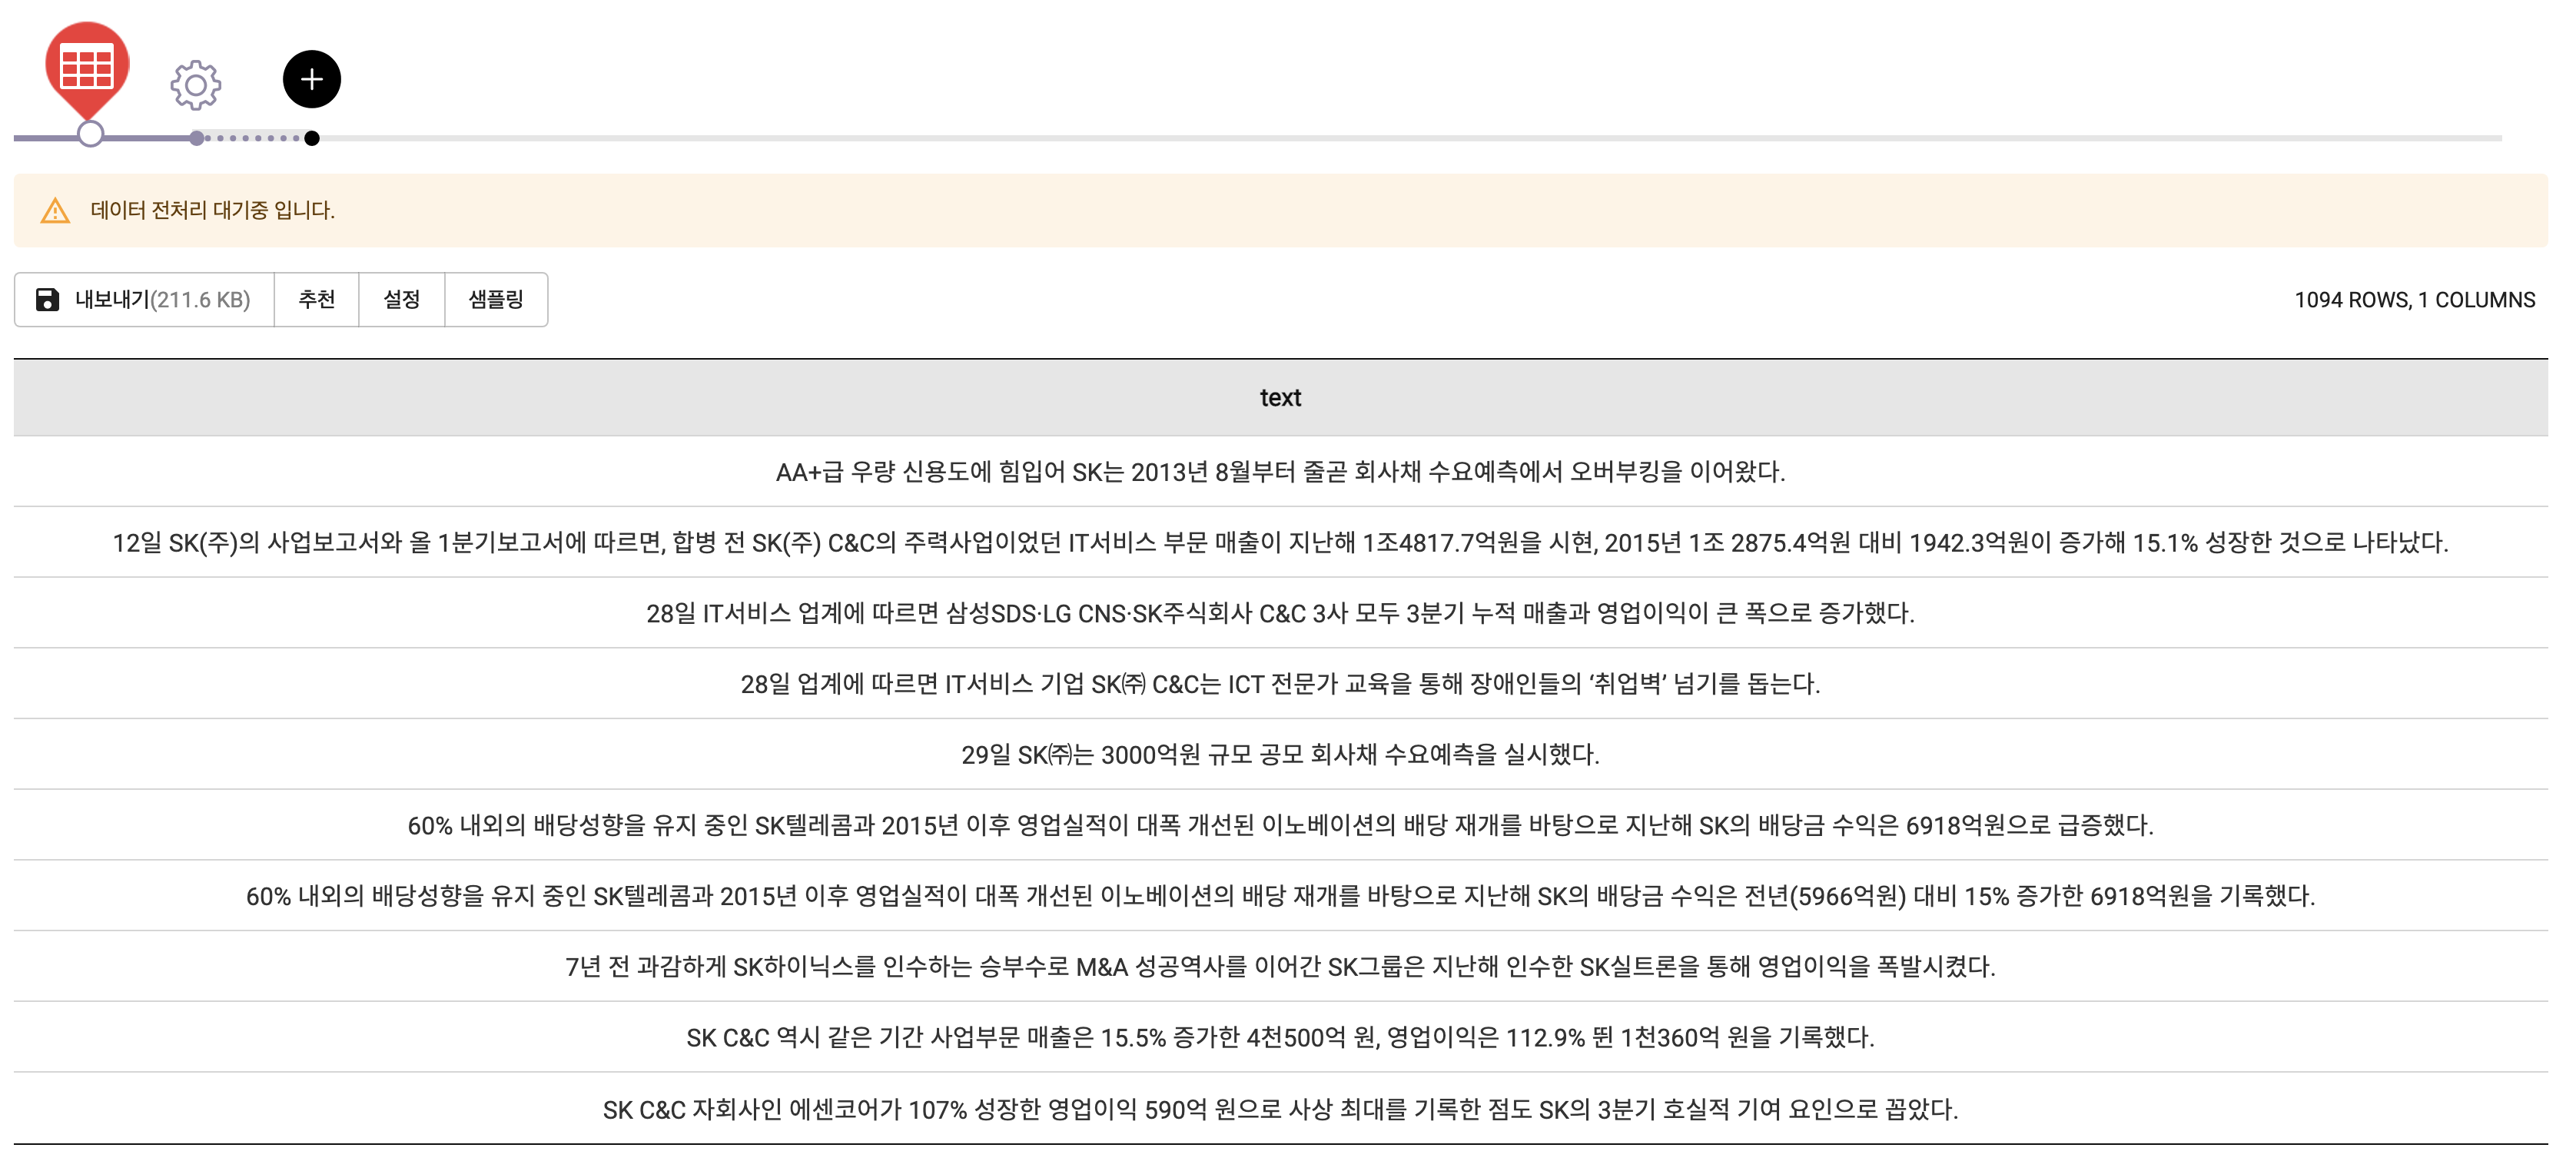 데이터 전처리 대기중 입니다.
내보내기(211.6 KB) 추천 설정 샘플링 1094 ROWS, 1 COLUMNS
text
AA+급 우량 신용도에 힘입어 SK는 2013년 8월부터 줄곧 회사채 수요예측에서 오버부킹을 이어왔다.
12일 SK(주)의 사업보고서와 올 1분기보고서에 따르면, 합병 전 SK(주) C&C의 주력사업이었던 IT서비스 부문 매출이 지난해 1조4817.7억원을 시현, 2015년 1조 2875.4억원 대비 1942.3억원이 증가해 15.1% 성장한 것으로 나타났다.
28일 IT서비스 업계에 따르면 삼성SDS·LG CNS·SK주식회사 C&C 3사 모두 3분기 누적 매출과 영업이익이 큰 폭으로 증가했다.
28일 업계에 따르면 IT서비스 기업 SK㈜ C&C는 ICT 전문가 교육을 통해 장애인들의 ‘취업벽’ 넘기를 돕는다.
29일 SK㈜는 3000억원 규모 공모 회사채 수요예측을 실시했다.
60% 내외의 배당성향을 유지 중인 SK텔레콤과 2015년 이후 영업실적이 대폭 개선된 이노베이션의 배당 재개를 바탕으로 지난해 SK의 배당금 수익은 6918억원으로 급증했다.
60% 내외의 배당성향을 유지 중인 SK텔레콤과 2015년 이후 영업실적이 대폭 개선된 이노베이션의 배당 재개를 바탕으로 지난해 SK의 배당금 수익은 전년(5966억원) 대비 15% 증가한 6918억원을 기록했다.
7년 전 과감하게 SK하이닉스를 인수하는 승부수로 M&A 성공역사를 이어간 SK그룹은 지난해 인수한 SK실트론을 통해 영업이익을 폭발시켰다.
SK C&C 역시 같은 기간 사업부문 매출은 15.5% 증가한 4천500억 원, 영업이익은 112.9% 뛴 1천360억 원을 기록했다.
SK C&C 자회사인 에센코어가 107% 성장한 영업이익 590억 원으로 사상 최대를 기록한 점도 SK의 3분기 호실적 기여 요인으로 꼽았다.